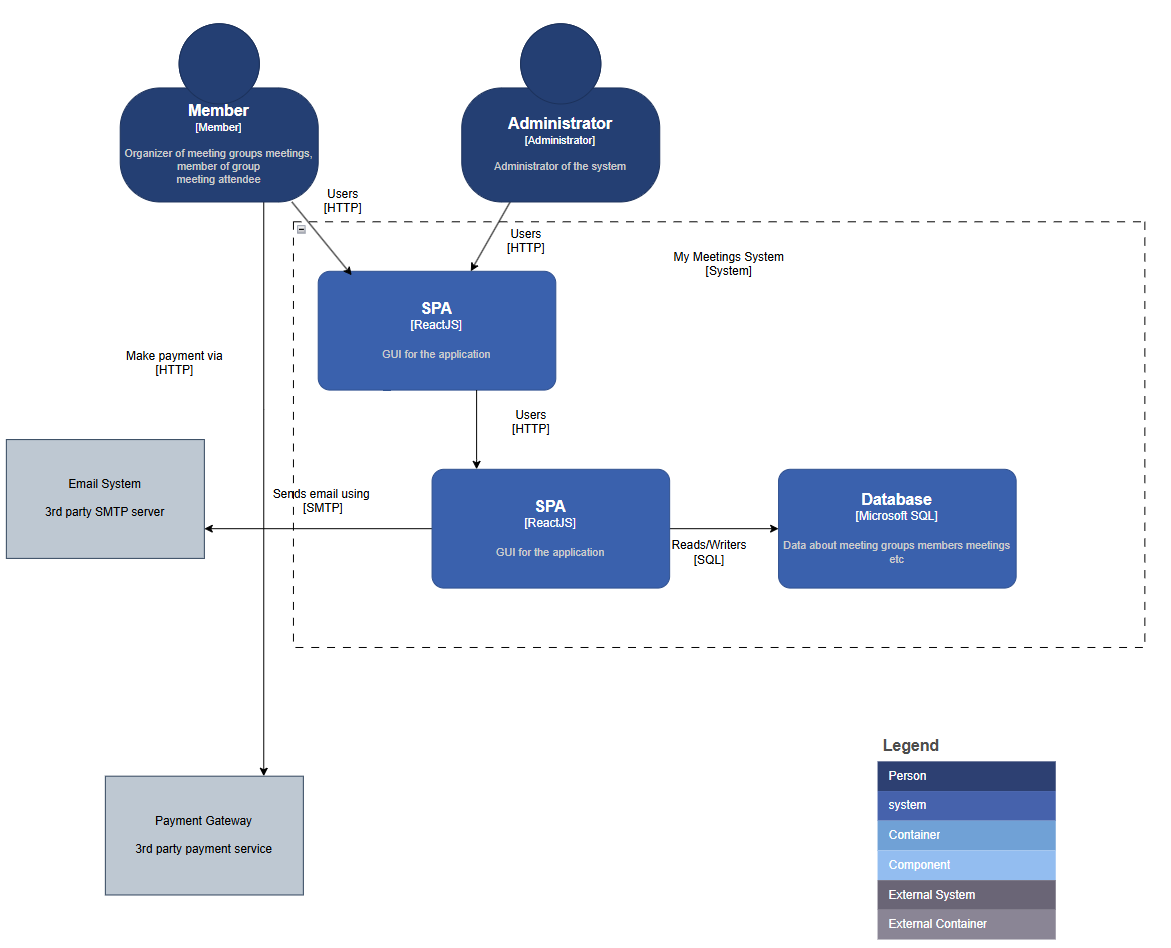 Member
[Member]
Organizer of meeting groups meetings,
member of group
meeting attendee
Administrator
[Administrator]
Administrator of the system
Users
[HTTP]
Users
[HTTP]
My Meetings System
[System]
SPA
[ReactJS]
GUI for the application
Make payment via
[HTTP]
Users
[HTTP]
Email System
3rd party SMTP server
Sends email using
[SMTP]
SPA
[ReactJS]
GUI for the application
Reads/Writers
[SQL]
Database
[Microsoft SQL]
Data about meeting groups members meetings
etc
Payment Gateway
3rd party payment service
Legend
Person
system
Container
Component
External System
External Container